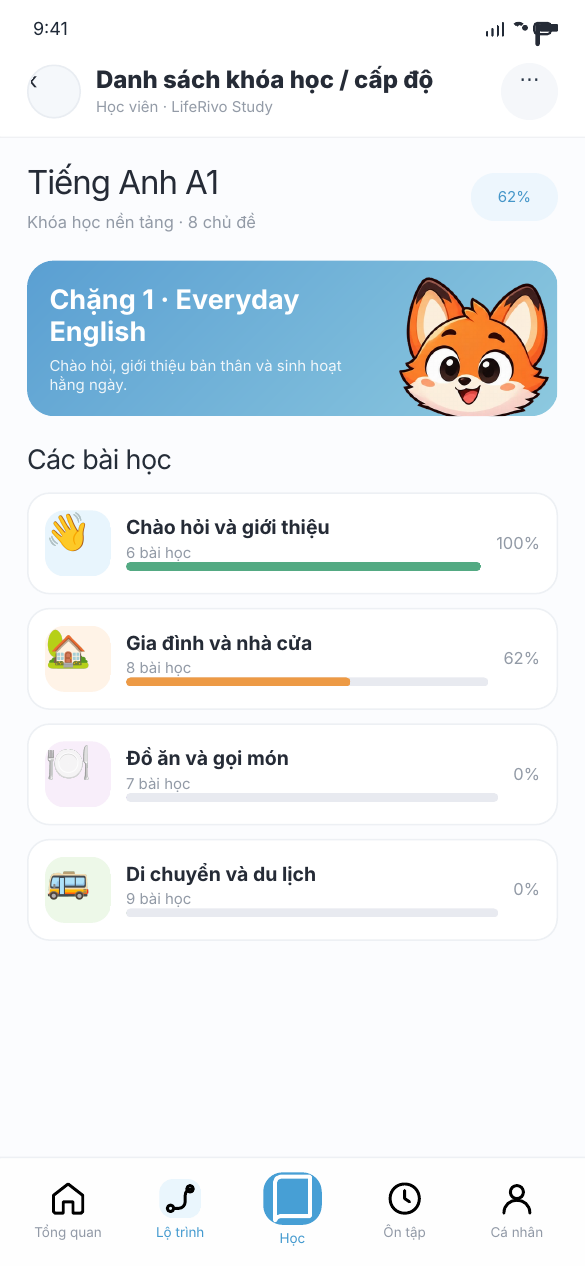 9:41
‹
Danh sách khóa học / cấp độ
Học viên · LifeRivo Study
···
Tiếng Anh A1
Khóa học nền tảng · 8 chủ đề
62%
Chặng 1 · Everyday
English
Chào hỏi, giới thiệu bản thân và sinh hoạt
hằng ngày.
Các bài học
Chào hỏi và giới thiệu
6 bài học
100%
Gia đình và nhà cửa
8 bài học
62%
Đồ ăn và gọi món
7 bài học
0%
Di chuyển và du lịch
9 bài học
0%
Tổng quan
Lộ trình
Học
Ôn tập
Cá nhân